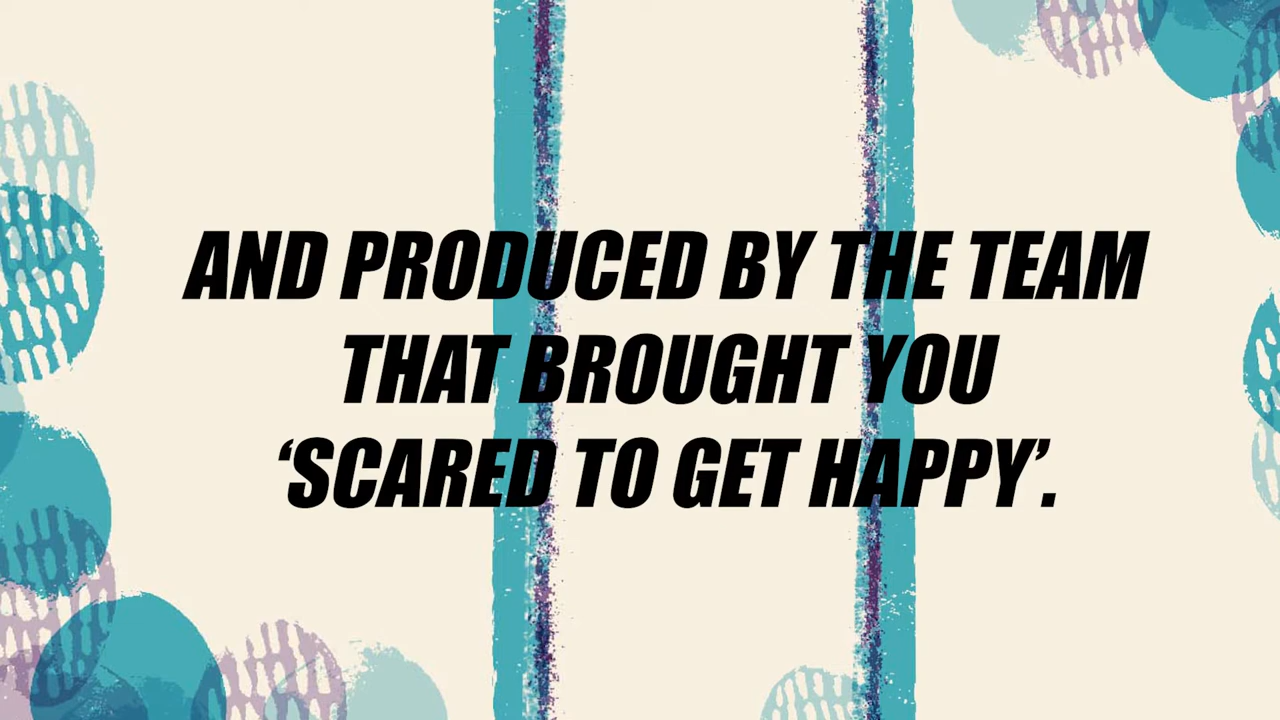 AND PRODUCED BY THE TEAM
THAT BROUGHT YOU
‘SCARED TO GET HAPPY’.